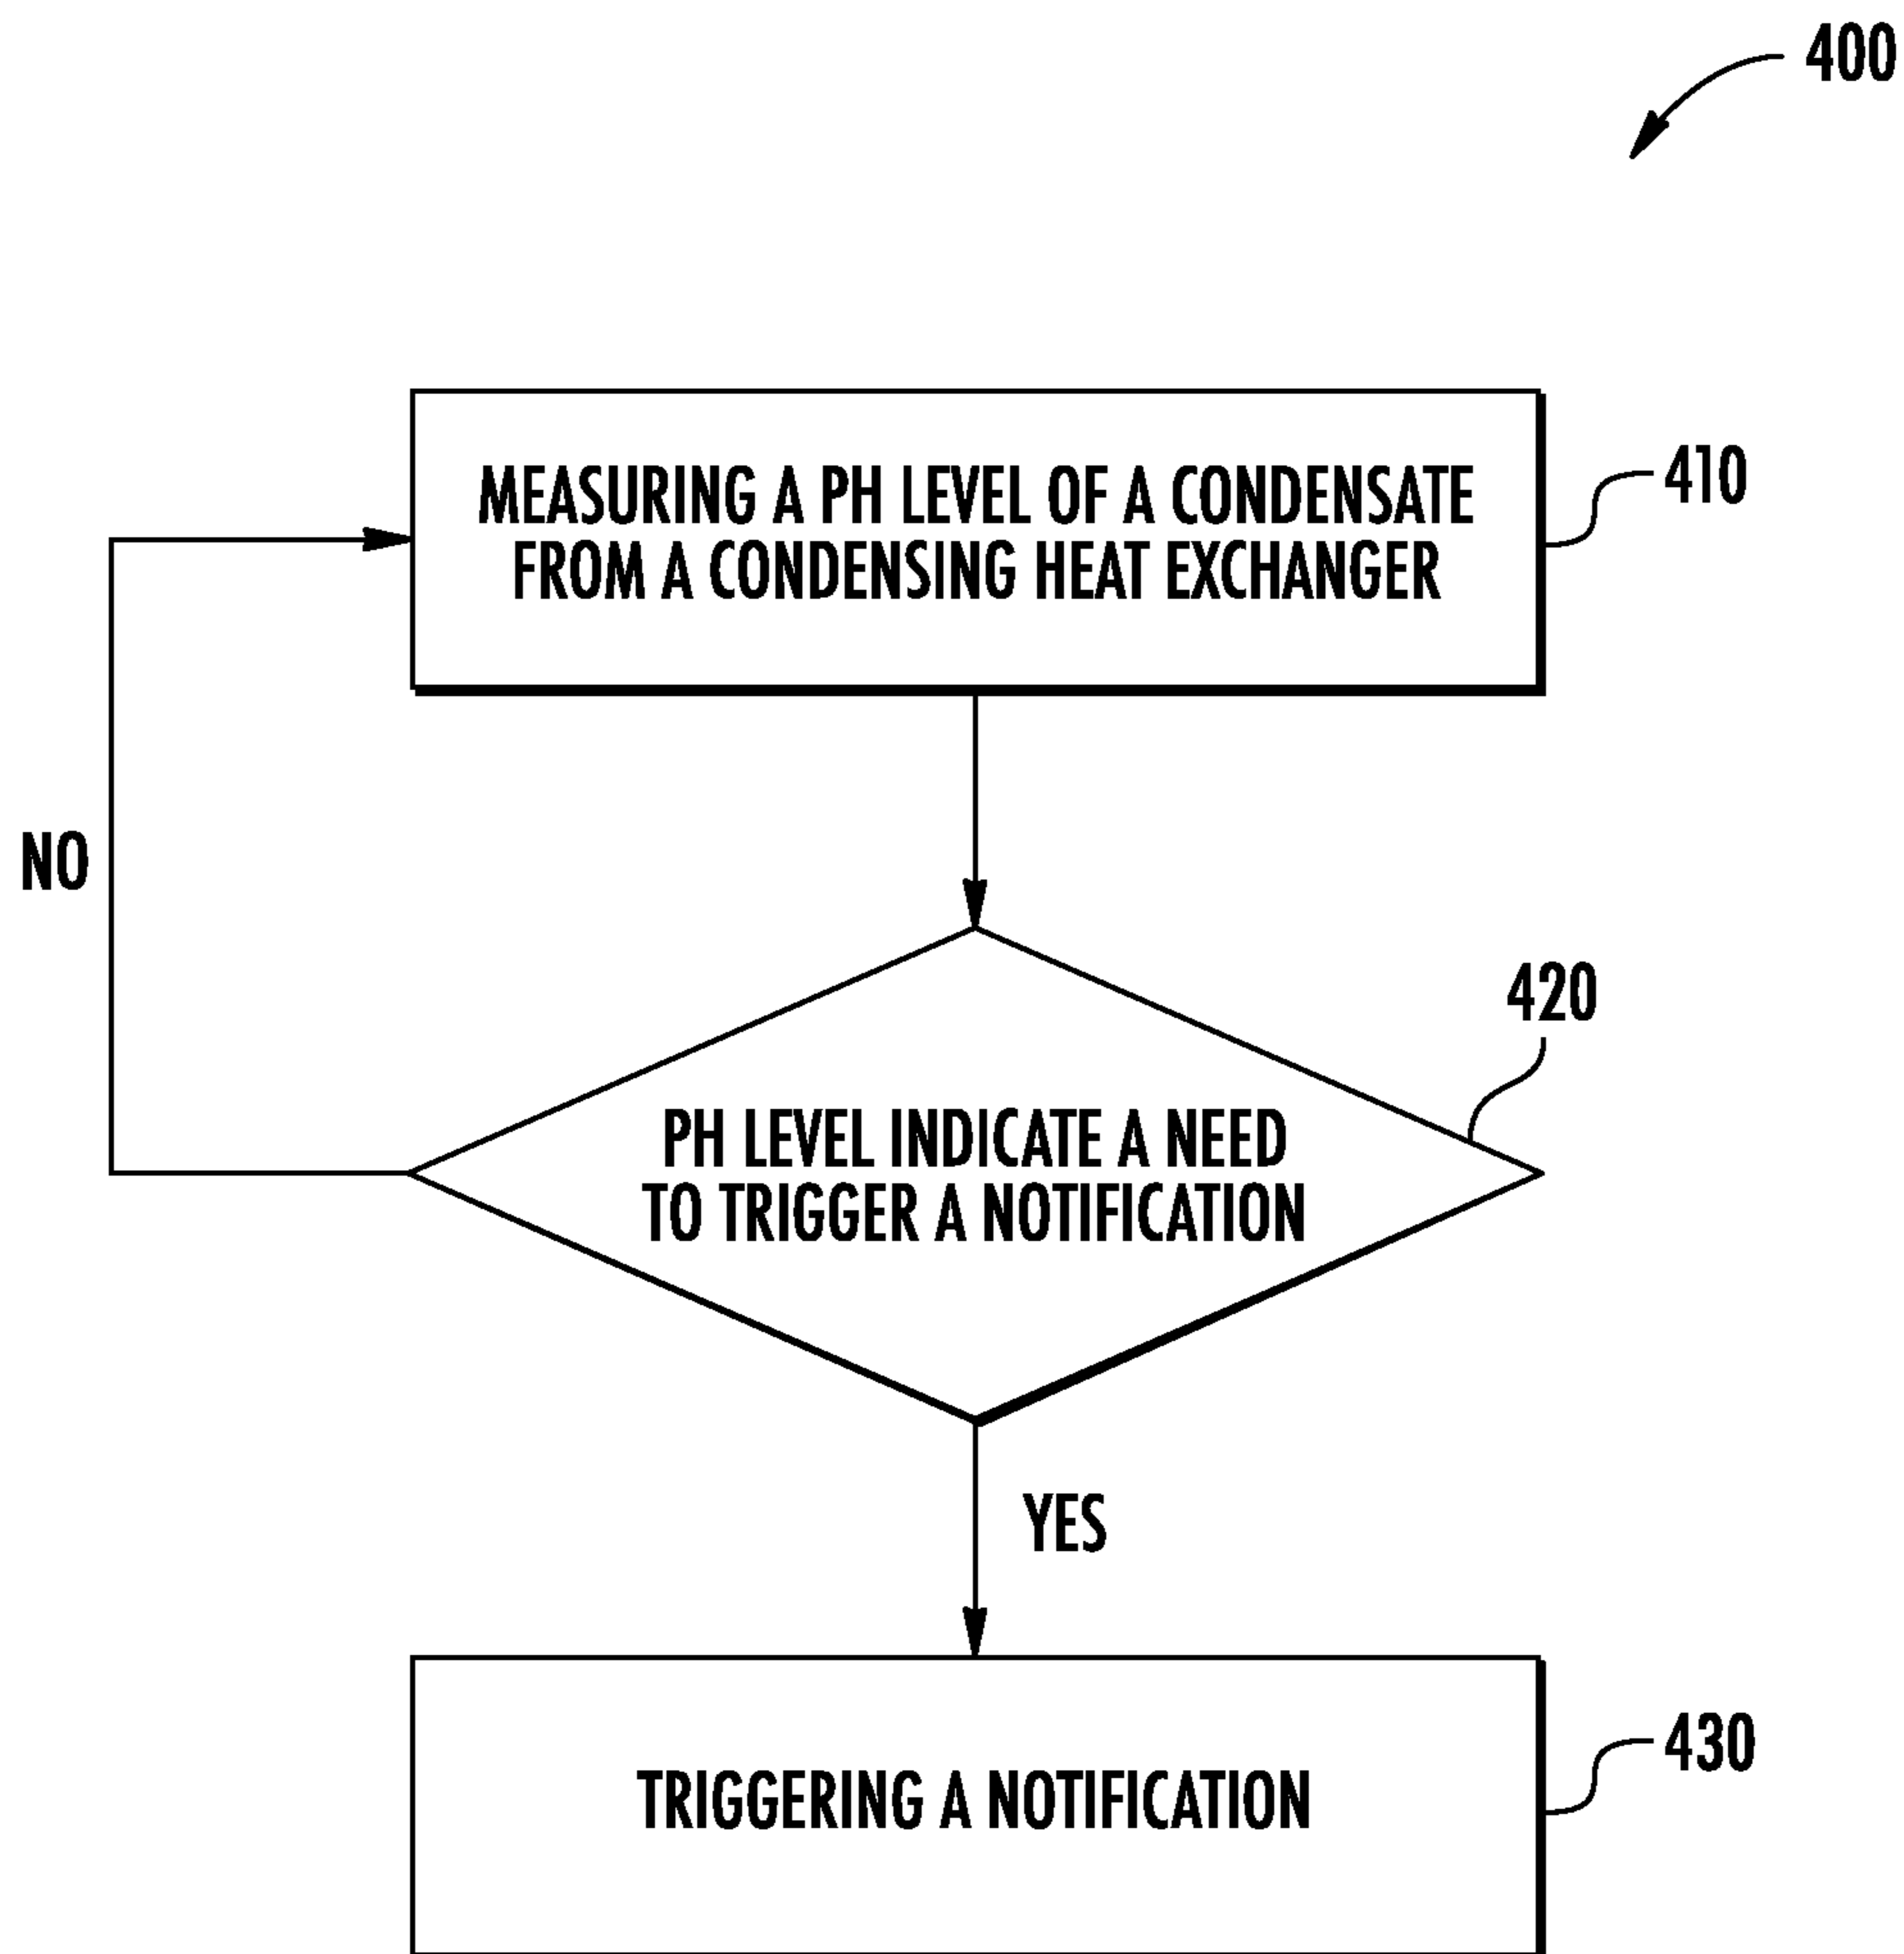 400
MEASURING A PH LEVEL OF A CONDENSATE
FROM A CONDENSING HEAT EXCHANGER
410
NO
420
PH LEVEL INDICATE A NEED
TO TRIGGER A NOTIFICATION
YES
430
TRIGGERING A NOTIFICATION